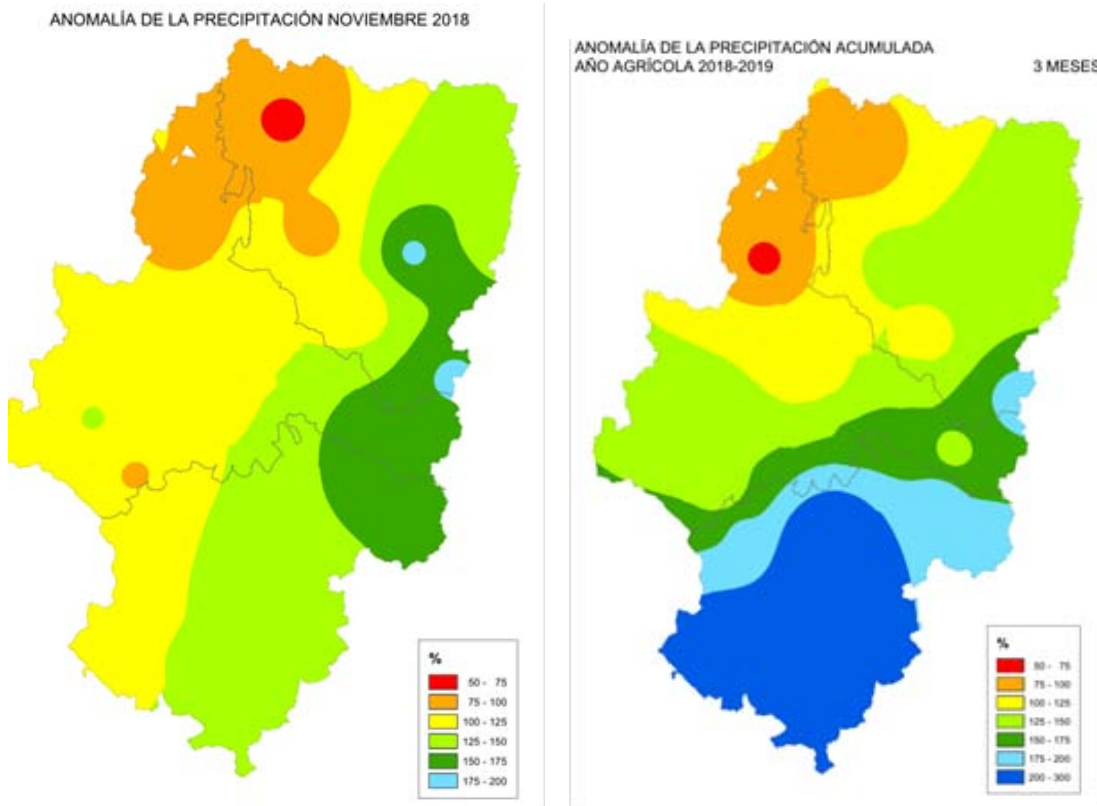 ANOMALÍA DE LA PRECIPITACIÓN NOVIEMBRE 2018
%
50 - 75
75 - 100
100 - 125
125 - 150
150 - 175
175 - 200
ANOMALÍA DE LA PRECIPITACIÓN ACUMULADA
AÑO AGRÍCOLA 2018-2019 3 MESES
%
50 - 75
75 - 100
100 - 125
125 - 150
150 - 175
175 - 200
200 - 300